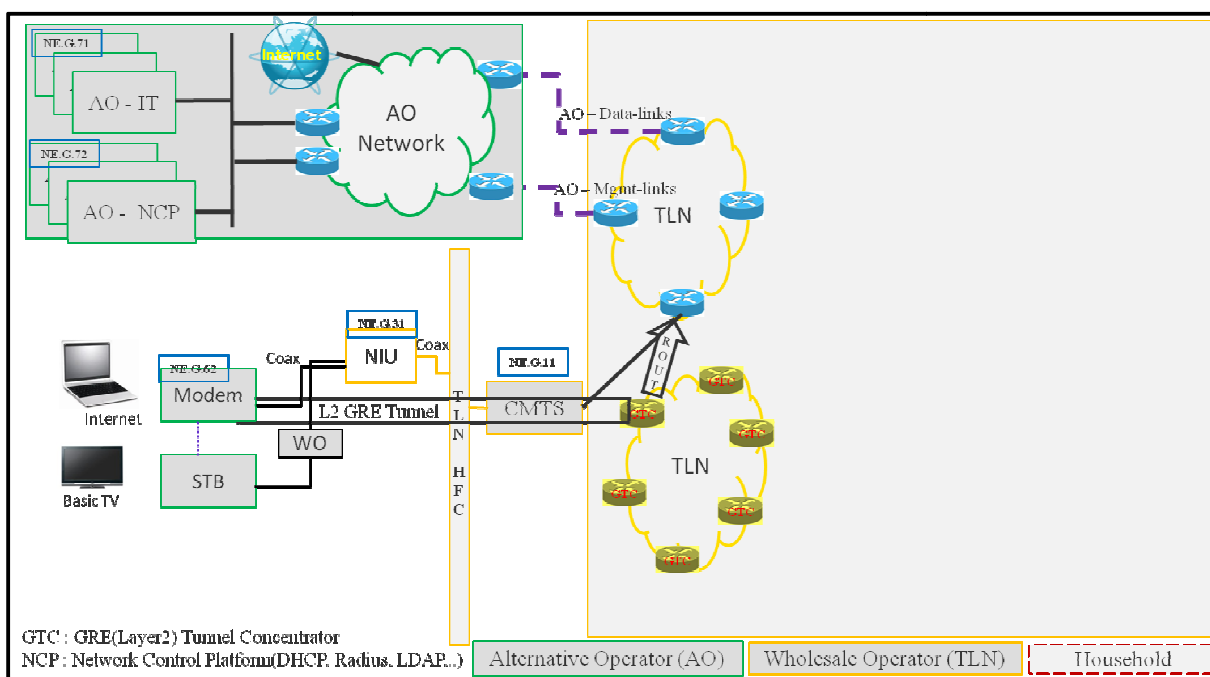 NE.G.71
AO - IT
NE.G.72
AO - NCP
Internet
AO
Network
AO – Data-links
AO – Mgmt-links
TLN
NE.G.31
NIU
Coax
Coax
NE.G.11
CMTS
NE.G.62
Modem
L2 GRE Tunnel
Internet
WO
STB
Basic TV
TLN HFC
ROUT
GTC
GTC
GTC
TLN
GTC
GTC
GTC
GTC : GRE(Layer2) Tunnel Concentrator
NCP : Network Control Platform(DHCP, Radius, LDAP...)
Alternative Operator (AO)
Wholesale Operator (TLN)
Household